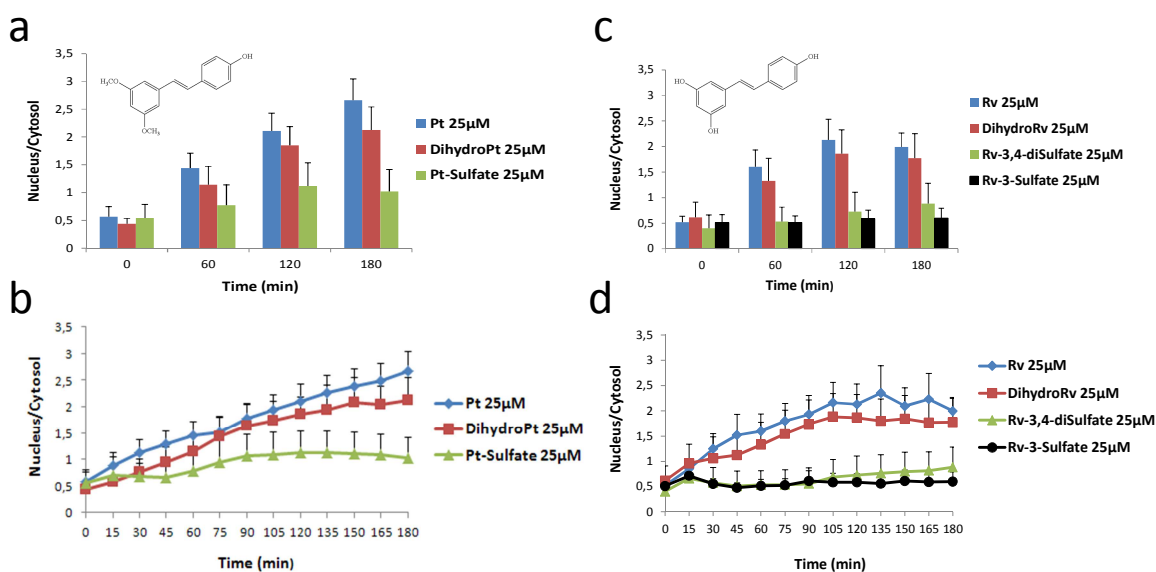 a
3,5
3
2,5
2
1,5
1
0,5
0
Nucleus/Cytosol
OH
H₃CO
OCH₃
Pt 25µM
DihydroPt 25µM
Pt-Sulfate 25µM
0 60 120 180
Time (min)
c
3,5
3
2,5
2
1,5
1
0,5
0
Nucleus/Cytosol
OH
HO
OH
Rv 25µM
DihydroRv 25µM
Rv-3,4-diSulfate 25µM
Rv-3-Sulfate 25µM
0 60 120 180
Time (min)
b
3,5
3
2,5
2
1,5
1
0,5
0
Nucleus/Cytosol
Pt 25µM
DihydroPt 25µM
Pt-Sulfate 25µM
0 15 30 45 60 75 90 105 120 135 150 165 180
Time (min)
d
3,5
3
2,5
2
1,5
1
0,5
0
Nucleus/Cytosol
Rv 25µM
DihydroRv 25µM
Rv-3,4-diSulfate 25µM
Rv-3-Sulfate 25µM
0 15 30 45 60 75 90 105 120 135 150 165 180
Time (min)